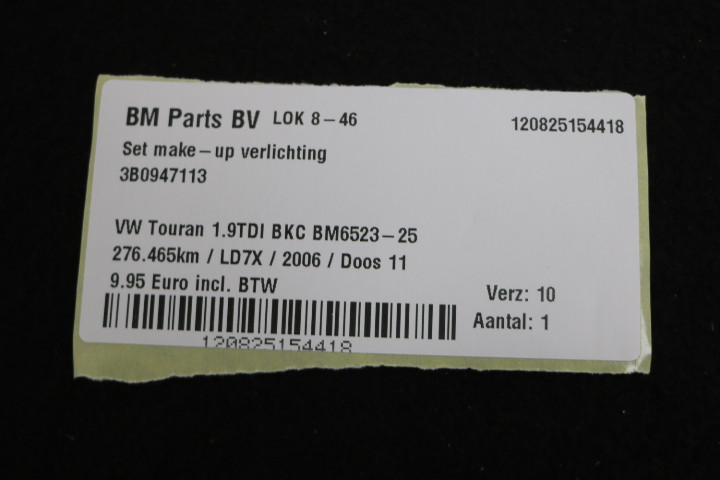 BM Parts BV LOK 8-46 120825154418
Set make-up verlichting
3B0947113
VW Touran 1.9TDI BKC BM6523-25
276.465km / LD7X / 2006 / Doos 11
9.95 Euro incl. BTW
Verz: 10
Aantal: 1
120825154418